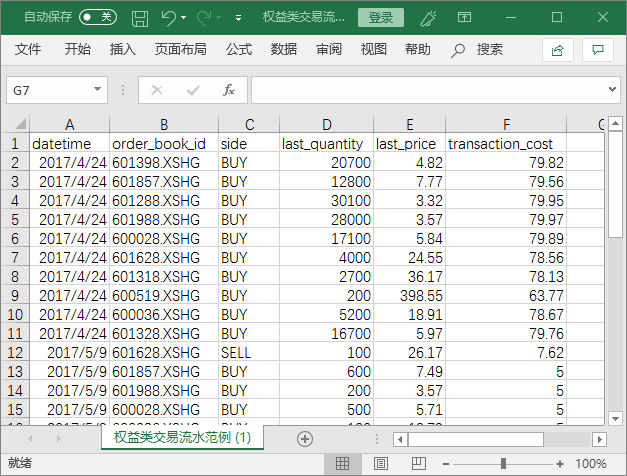 自动保存 关 权益类交易流... 登录
文件 开始 插入 页面布局 公式 数据 审阅 视图 帮助 搜索
G7 fx
A B C D E F
1 datetime order_book_id side last_quantity last_price transaction_cost
2 2017/4/24 601398.XSHG BUY 20700 4.82 79.82
3 2017/4/24 601857.XSHG BUY 12800 7.77 79.56
4 2017/4/24 601288.XSHG BUY 30100 3.32 79.95
5 2017/4/24 601988.XSHG BUY 28000 3.57 79.97
6 2017/4/24 600028.XSHG BUY 17100 5.84 79.89
7 2017/4/24 601628.XSHG BUY 4000 24.55 78.56
8 2017/4/24 601318.XSHG BUY 2700 36.17 78.13
9 2017/4/24 600519.XSHG BUY 200 398.55 63.77
10 2017/4/24 600036.XSHG BUY 5200 18.91 78.67
11 2017/4/24 601328.XSHG BUY 16700 5.97 79.76
12 2017/5/9 601628.XSHG SELL 100 26.17 7.62
13 2017/5/9 601857.XSHG BUY 600 7.49 5
14 2017/5/9 601988.XSHG BUY 200 3.57 5
15 2017/5/9 600028.XSHG BUY 500 5.71 5
权益类交易流水范例 (1)
就绪 100%